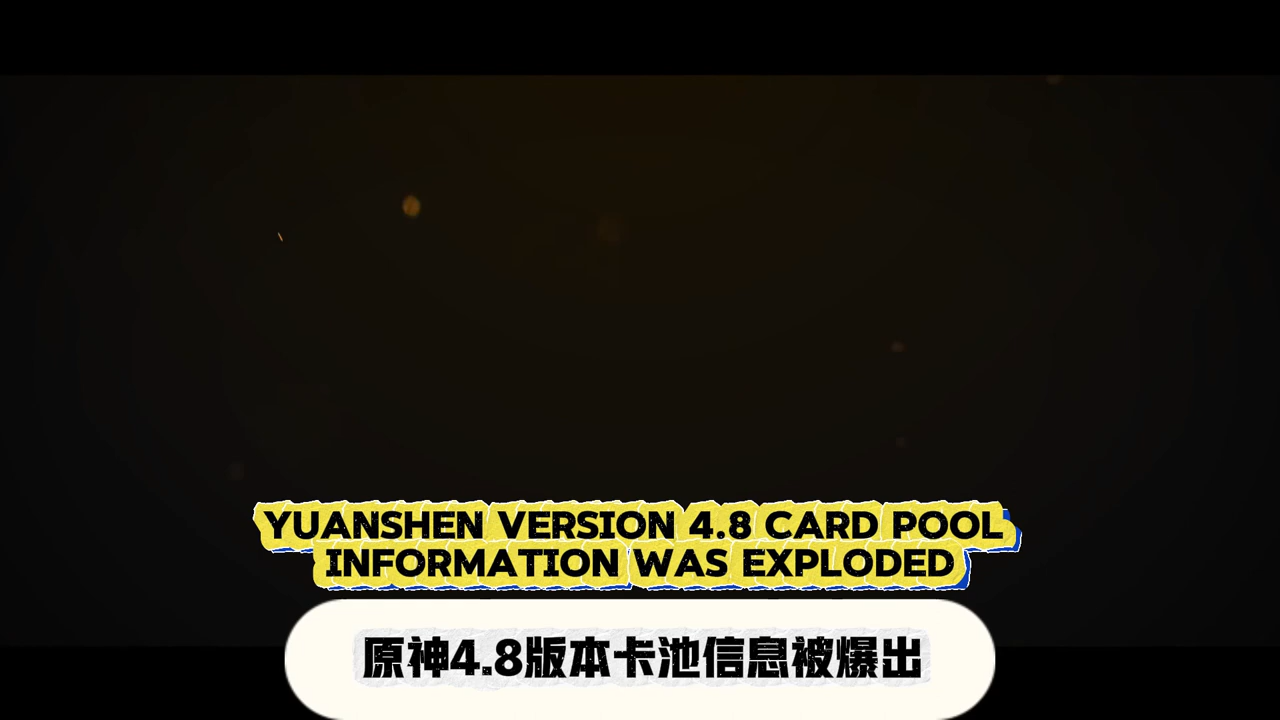 YUANSHEN VERSION 4.8 CARD POOL
INFORMATION WAS EXPLODED
原神4.8版本卡池信息被爆出